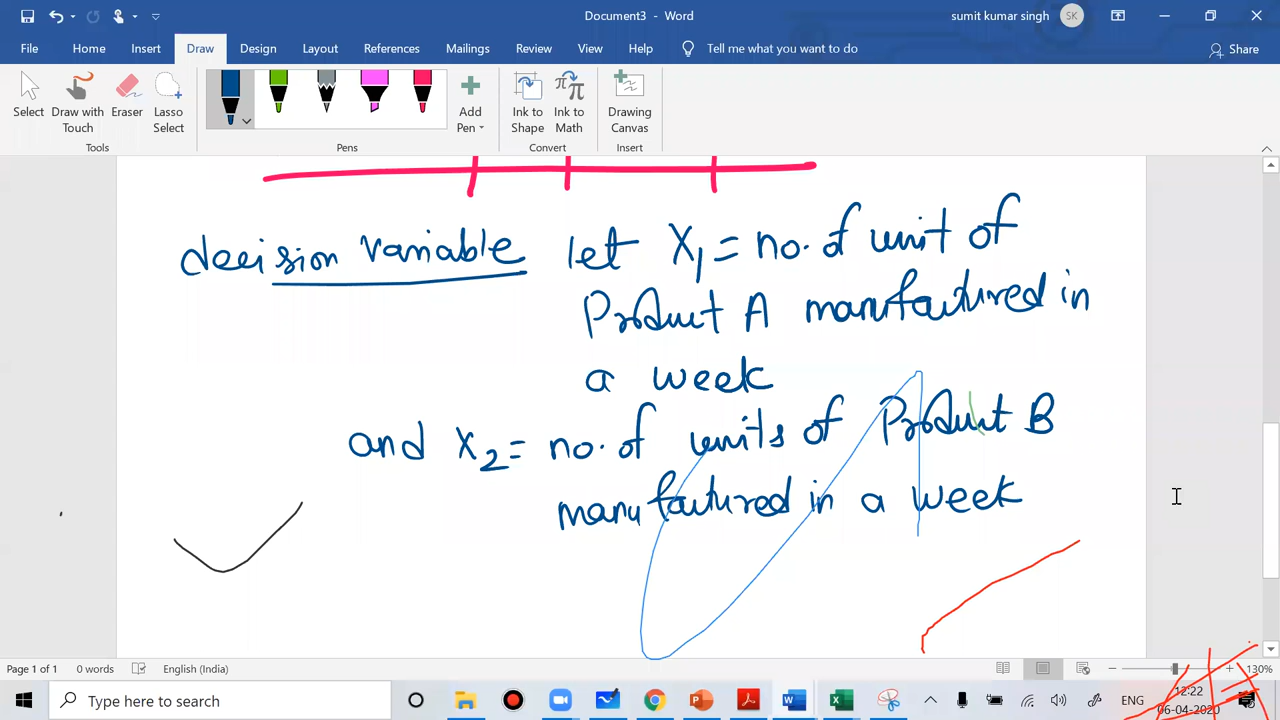 Document3 - Word
sumit kumar singh
SK
File Home Insert Draw Design Layout References Mailings Review View Help Tell me what you want to do Share
Select
Draw with Touch
Eraser
Lasso Select
Add Pen
Ink to Shape
Ink to Math
Drawing Canvas
Tools
Pens
Convert
Insert
decision variable let X1 = no. of unit of
Product A manufactured in
a week
and X2 = no. of units of Product B
manufactured in a week
Page 1 of 1 0 words English (India) 130%
Type here to search
ENG
12:22
06-04-2020